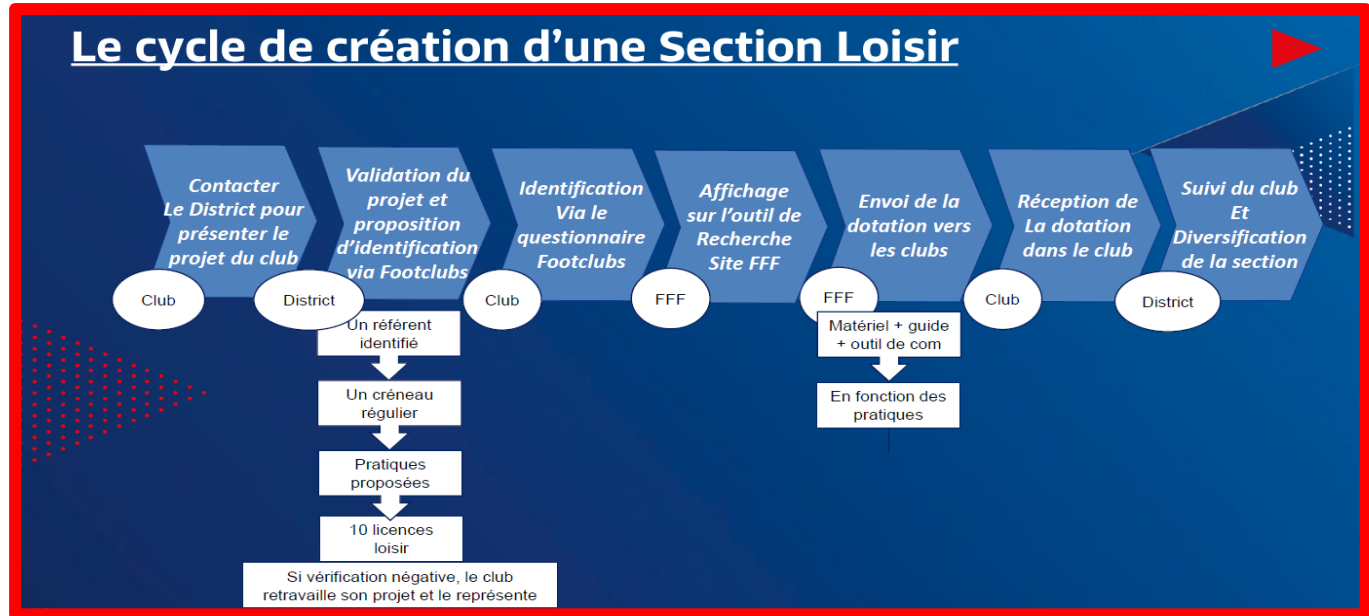 Le cycle de création d'une Section Loisir
Contacter
Le District pour
présenter le
projet du club
Club
Validation du
projet et
proposition
d'identification
via Footclubs
District
Un référent
identifié
Un créneau
régulier
Pratiques
proposées
10 licences
loisir
Si vérification négative, le club
retravaille son projet et le représente
Identification
Via le
questionnaire
Footclubs
Club
Affichage
sur l'outil de
Recherche
Site FFF
FFF
Envoi de la
dotation vers
les clubs
FFF
Matériel + guide
+ outil de com
En fonction des
pratiques
Réception de
La dotation
dans le club
Club
Suivi du club
Et
Diversification
de la section
District